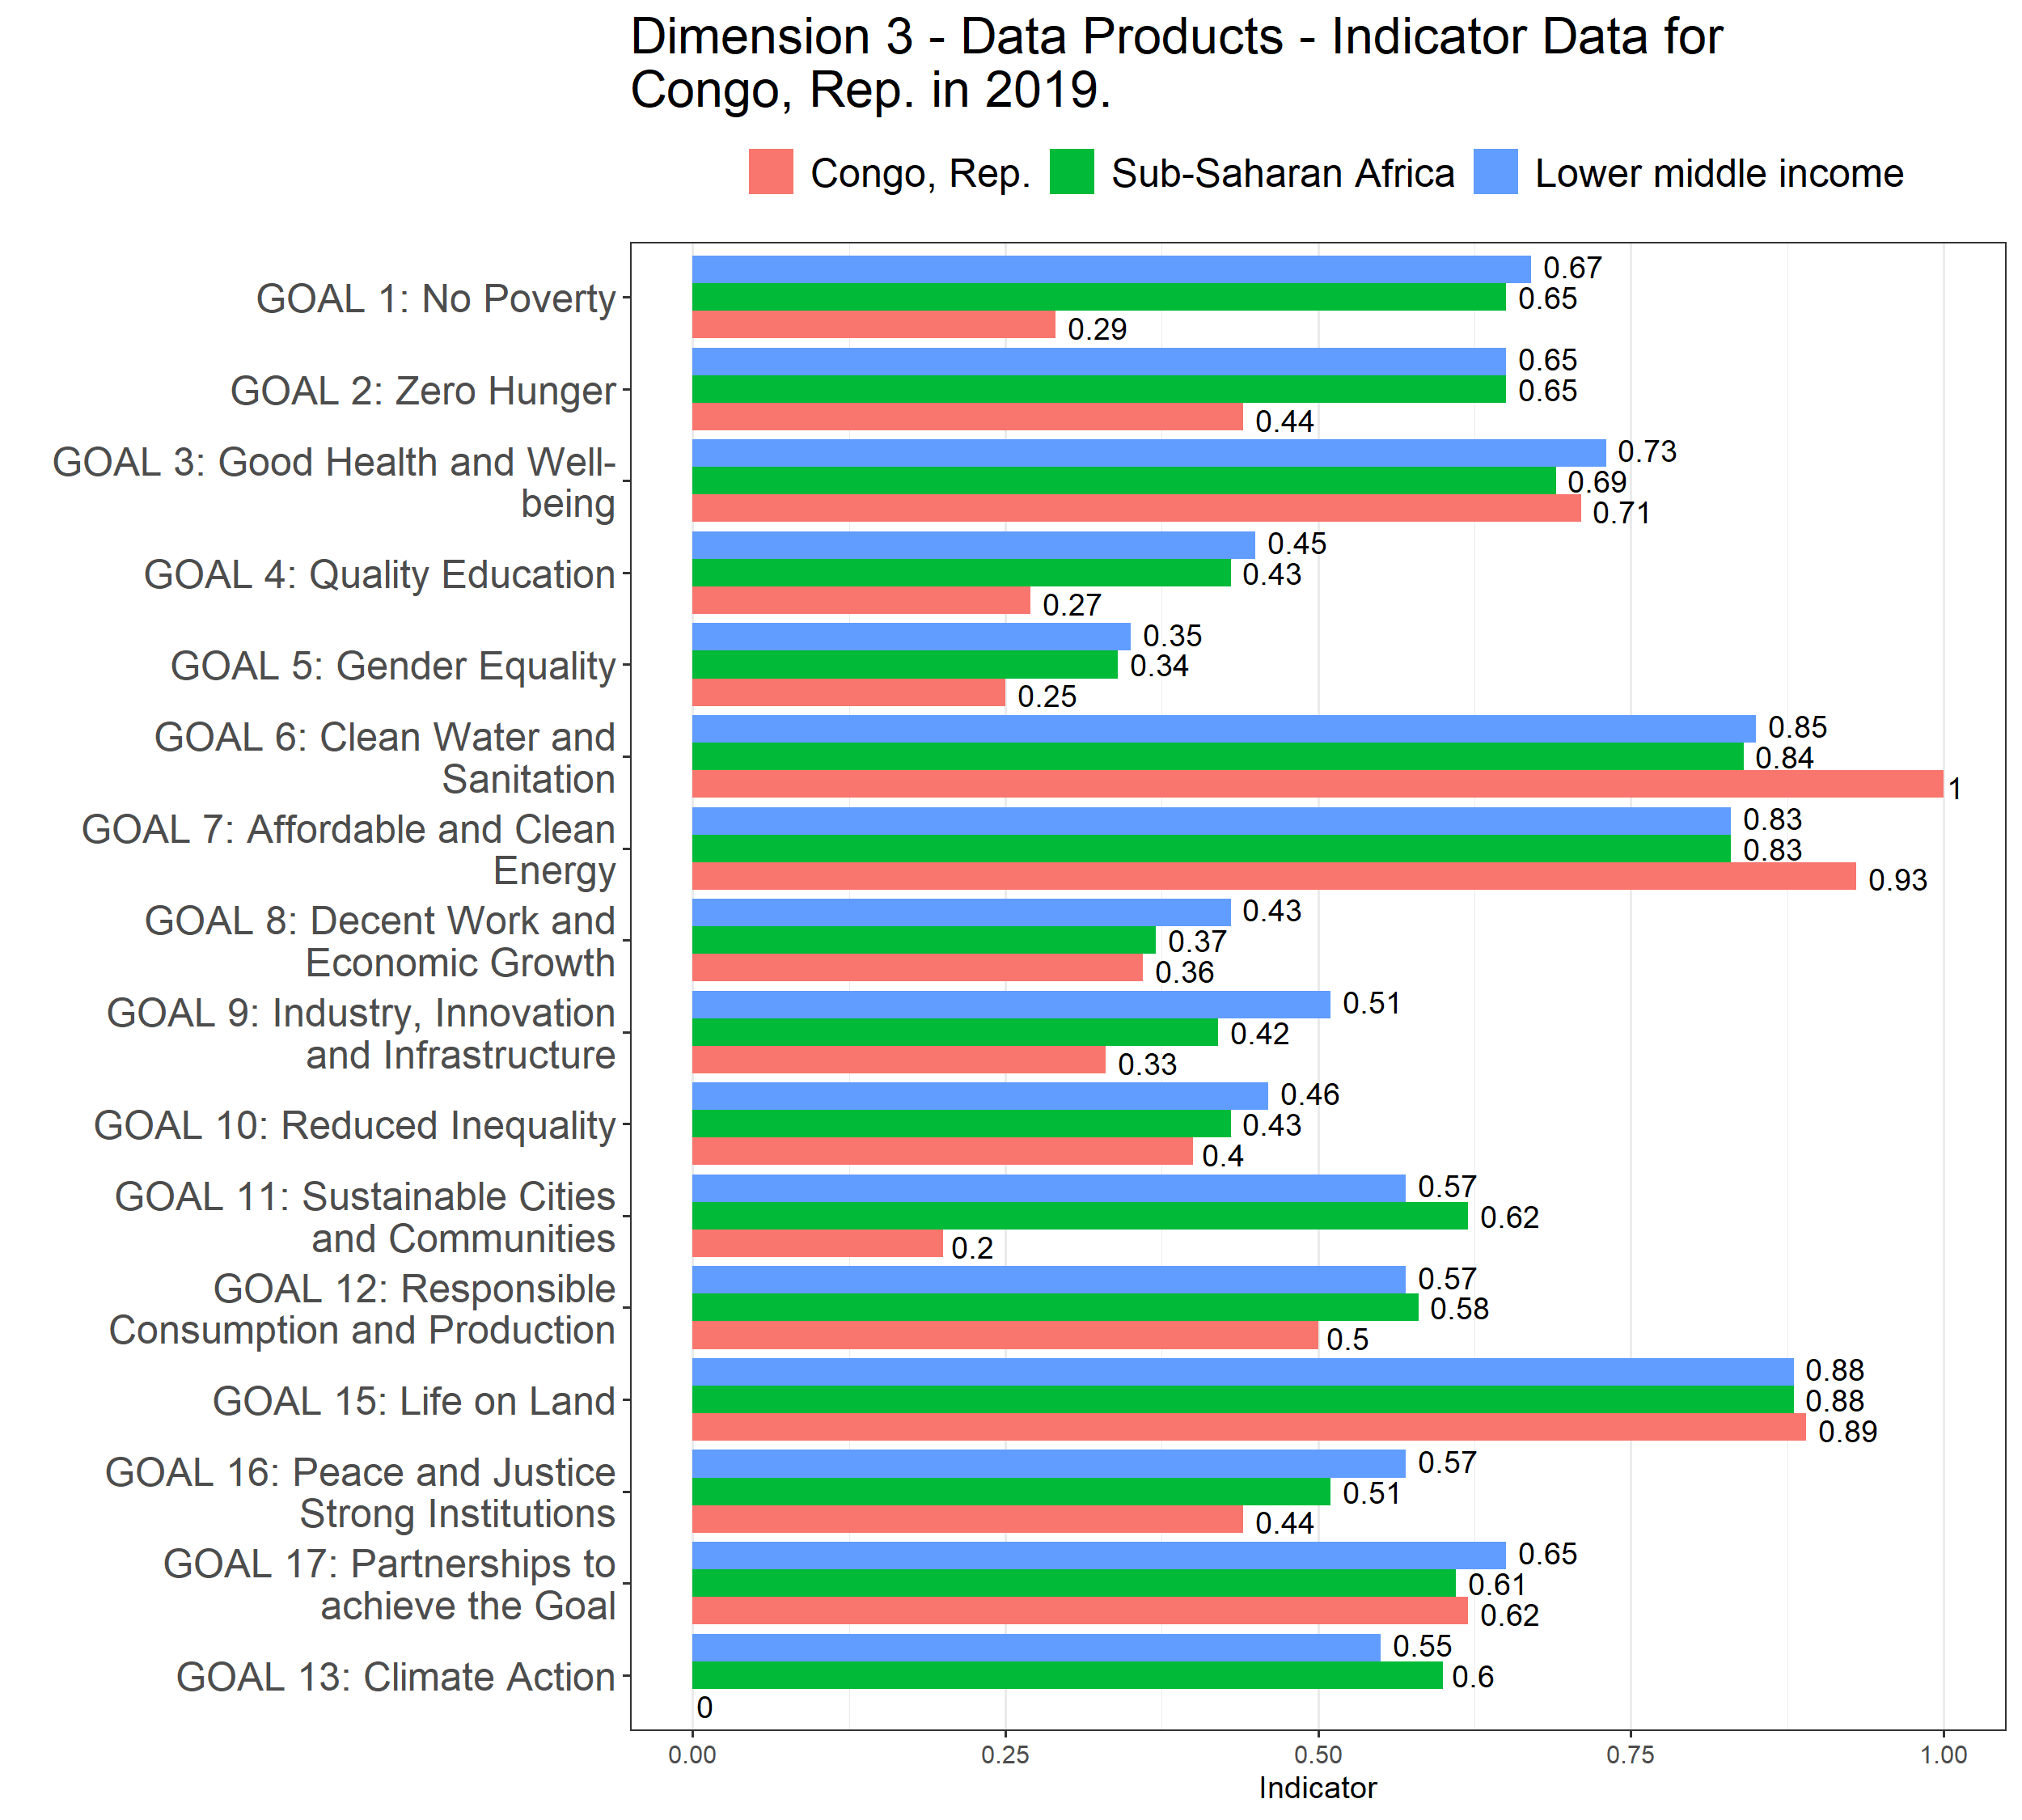 Dimension 3 - Data Products - Indicator Data for
Congo, Rep. in 2019.
Congo, Rep. Sub-Saharan Africa Lower middle income
GOAL 1: No Poverty
0.67
0.65
0.29
GOAL 2: Zero Hunger
0.65
0.65
0.44
GOAL 3: Good Health and Well-
being
0.73
0.69
0.71
GOAL 4: Quality Education
0.45
0.43
0.27
GOAL 5: Gender Equality
0.35
0.34
0.25
GOAL 6: Clean Water and
Sanitation
0.85
0.84
1
GOAL 7: Affordable and Clean
Energy
0.83
0.83
0.93
GOAL 8: Decent Work and
Economic Growth
0.43
0.37
0.36
GOAL 9: Industry, Innovation
and Infrastructure
0.51
0.42
0.33
GOAL 10: Reduced Inequality
0.46
0.43
0.4
GOAL 11: Sustainable Cities
and Communities
0.57
0.62
0.2
GOAL 12: Responsible
Consumption and Production
0.57
0.58
0.5
GOAL 15: Life on Land
0.88
0.88
0.89
GOAL 16: Peace and Justice
Strong Institutions
0.57
0.51
0.44
GOAL 17: Partnerships to
achieve the Goal
0.65
0.61
0.62
GOAL 13: Climate Action
0.55
0.6
0
0.00 0.25 0.50 0.75 1.00
Indicator